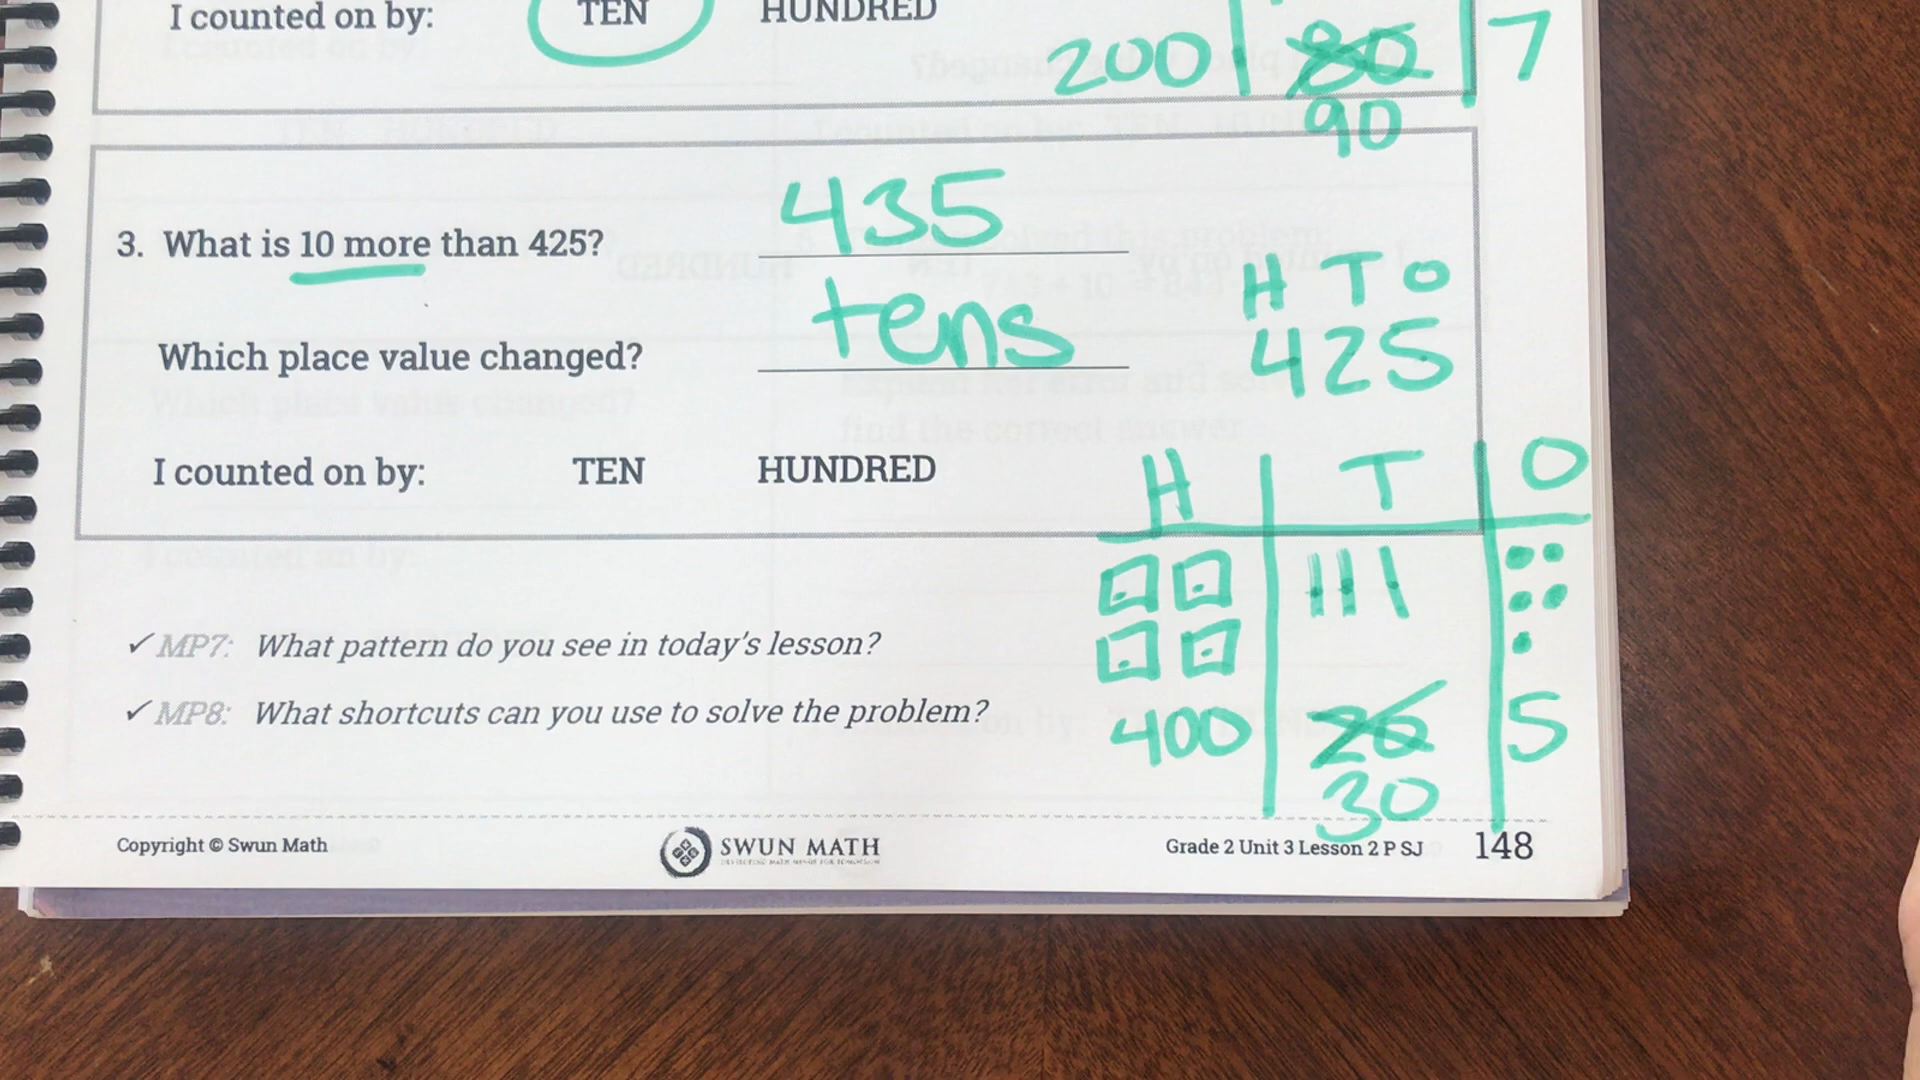 I counted on by: TEN HUNDRED
200 80 7
90
435
3. What is 10 more than 425?
tens
H T O
425
Which place value changed?
I counted on by: TEN HUNDRED
H T O
✓ MP7: What pattern do you see in today's lesson?
✓ MP8: What shortcuts can you use to solve the problem?
400 20 5
30
Copyright © Swun Math
SWUN MATH
Grade 2 Unit 3 Lesson 2 P SJ 148